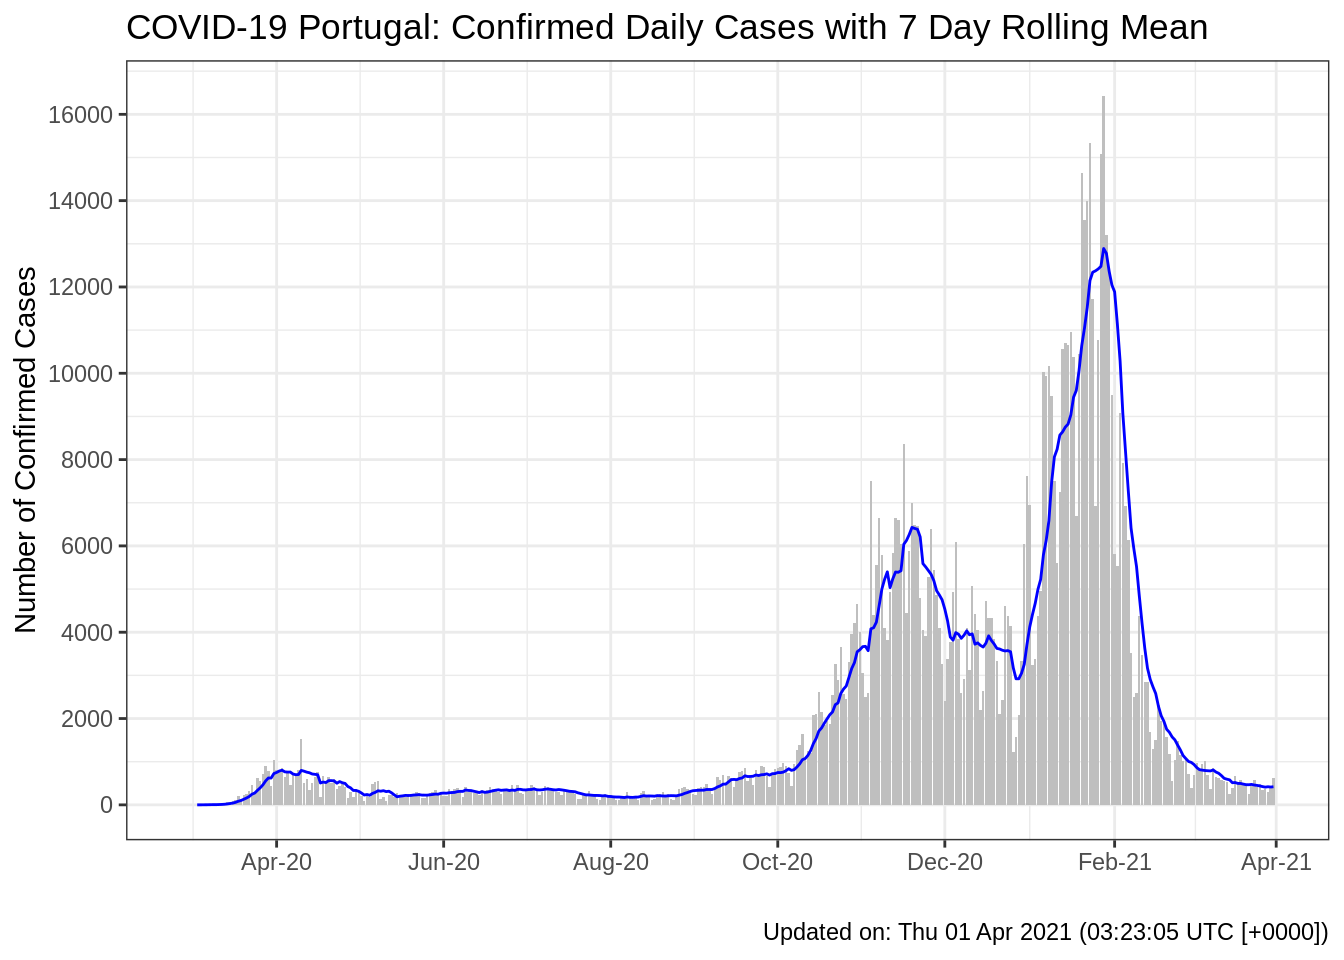 COVID-19 Portugal: Confirmed Daily Cases with 7 Day Rolling Mean
Number of Confirmed Cases
16000
14000
12000
10000
8000
6000
4000
2000
0
Apr-20 Jun-20 Aug-20 Oct-20 Dec-20 Feb-21 Apr-21
Updated on: Thu 01 Apr 2021 (03:23:05 UTC [+0000])